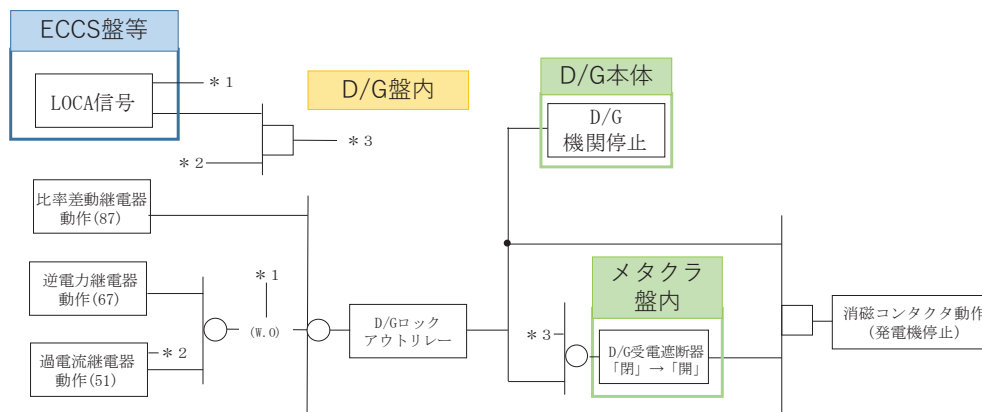 ECCS盤等
LOCA信号
*1
D/G盤内
*3
*2
D/G本体
D/G
機関停止
比率差動継電器
動作(87)
逆電力継電器
動作(67)
*1
(W.O)
*2
過電流継電器
動作(51)
D/Gロック
アウトリレー
メタクラ
盤内
*3
D/G受電遮断器
「閉」→「開」
消磁コンタクタ動作
(発電機停止)